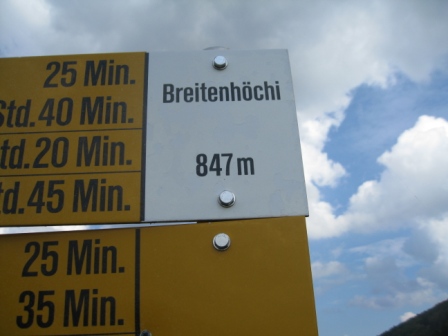 25 Min.
Breitenhöchi
Std. 40 Min.
Std. 20 Min.
847 m
Std. 45 Min.
25 Min.
35 Min.